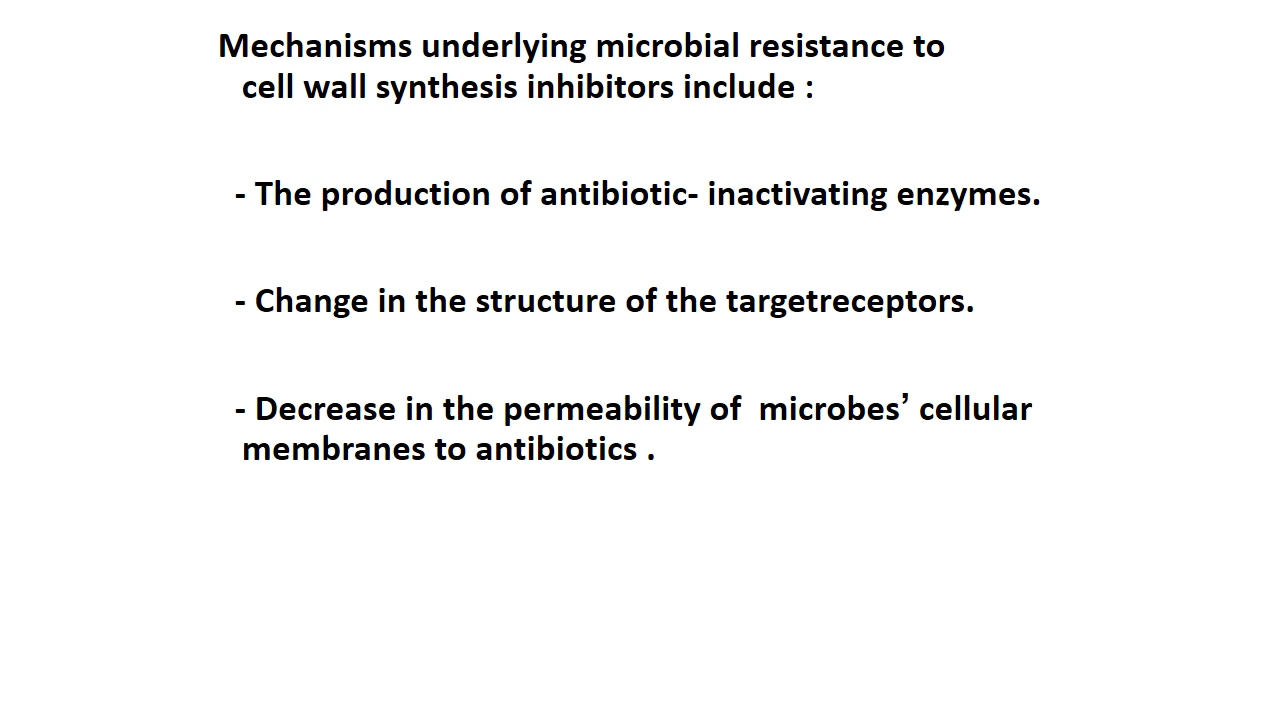 Mechanisms underlying microbial resistance to
cell wall synthesis inhibitors include :
- The production of antibiotic- inactivating enzymes.
- Change in the structure of the targetreceptors.
- Decrease in the permeability of  microbes’ cellular
membranes to antibiotics .